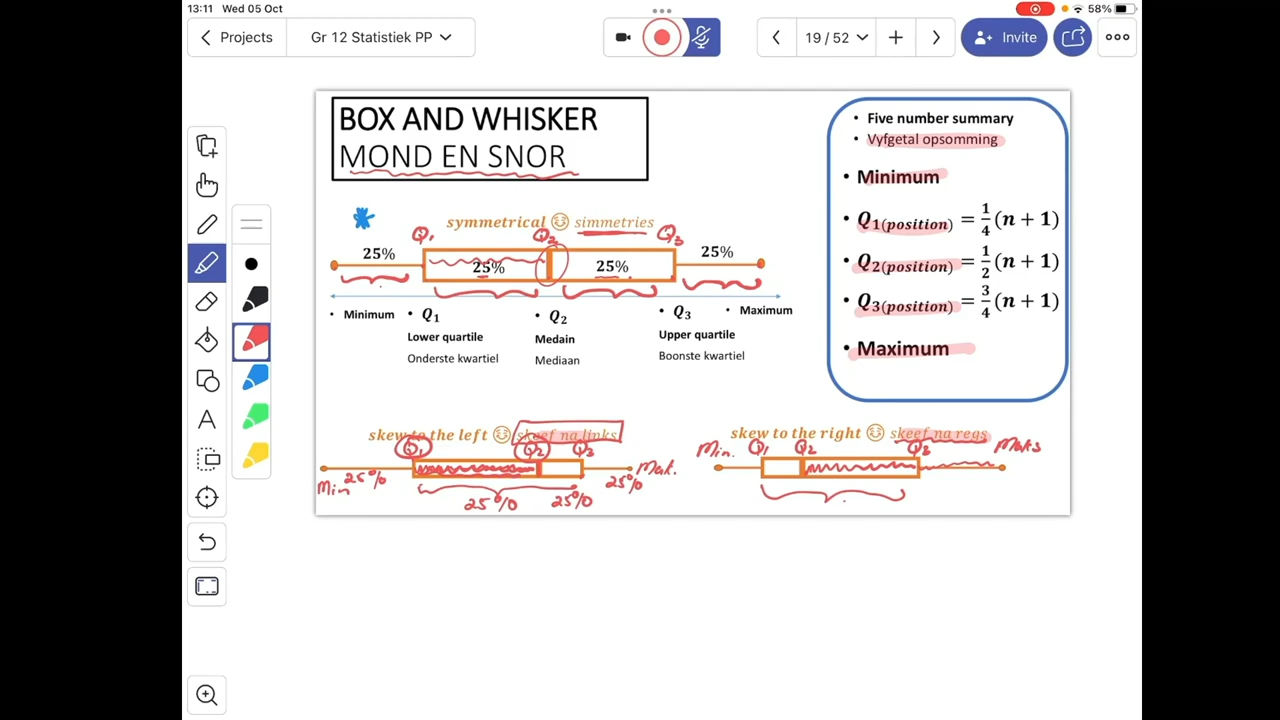 13:11 Wed 05 Oct
58%
Projects
Gr 12 Statistiek PP
19 / 52
Invite
BOX AND WHISKER
MOND EN SNOR
• Five number summary
• Vyfgetal opsomming
• Minimum
• Q1(position) = 1/4 (n + 1)
• Q2(position) = 1/2 (n + 1)
• Q3(position) = 3/4 (n + 1)
• Maximum
symmetrical simmetries
Q1 Q2 Q3
25% 25% 25% 25%
• Minimum • Q1 • Q2 • Q3 • Maximum
Lower quartile Medain Upper quartile
Onderste kwartiel Mediaan Boonste kwartiel
skew to the left skeef na links
Q1 Q2 Q3
Min 25% 25% 25% 25% Mak.
skew to the right skeef na regs
Min. Q1 Q2 Q3 Maks
A